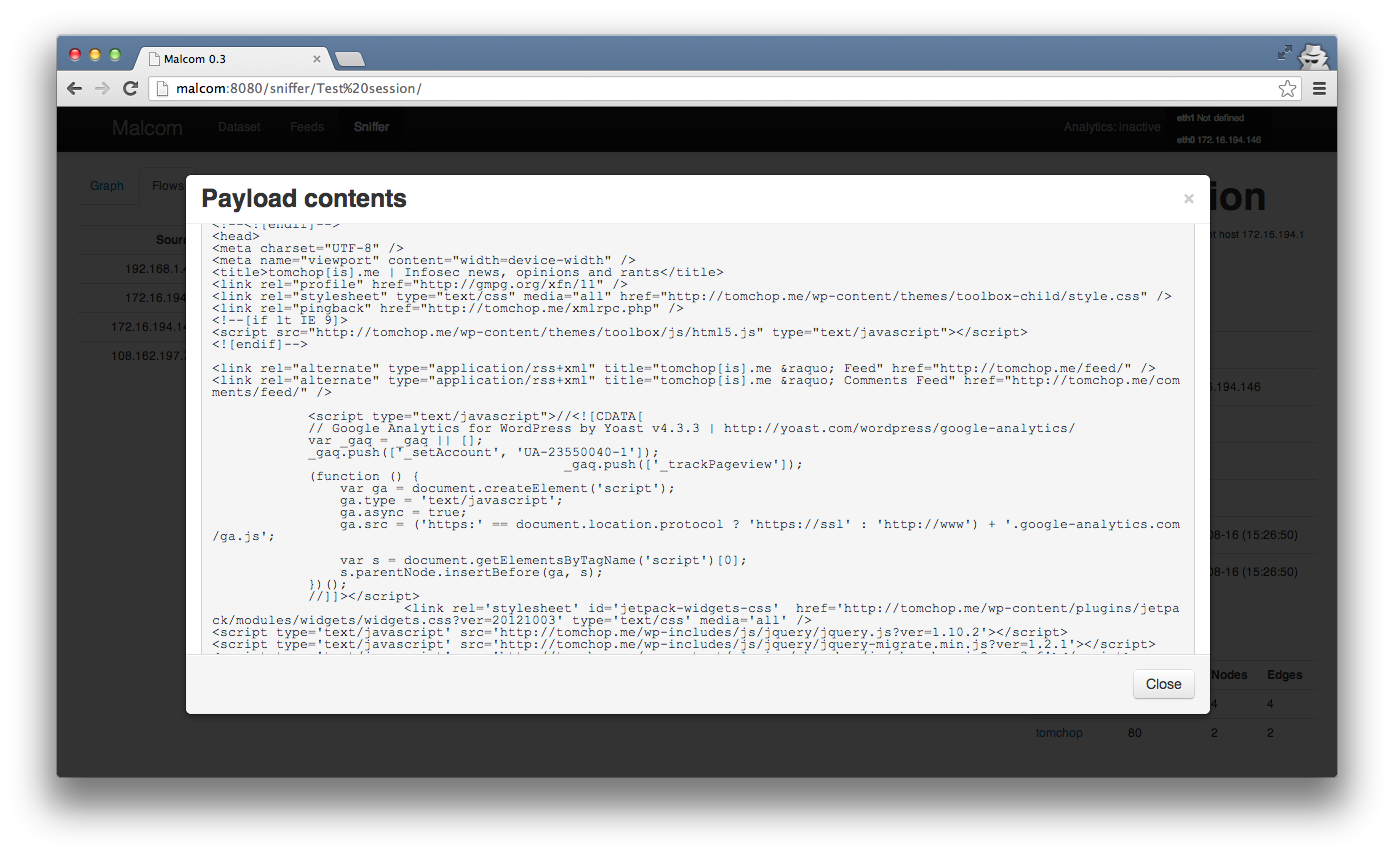 Malcom 0.3
malcom:8080/sniffer/Test%20session/
Malcom Dataset Feeds Sniffer Analytics: Inactive
eth1 Not defined
eth0 172.16.194.146
Graph Flows
Payload contents ×
<!--<![endif]-->
<head>
<meta charset="UTF-8" />
<meta name="viewport" content="width=device-width" />
<title>tomchop[is].me | Infosec news, opinions and rants</title>
<link rel="profile" href="http://gmpg.org/xfn/11" />
<link rel="stylesheet" type="text/css" media="all" href="http://tomchop.me/wp-content/themes/toolbox-child/style.css" />
<link rel="pingback" href="http://tomchop.me/xmlrpc.php" />
<!--[if lt IE 9]>
<script src="http://tomchop.me/wp-content/themes/toolbox/js/html5.js" type="text/javascript"></script>
<![endif]-->
<link rel="alternate" type="application/rss+xml" title="tomchop[is].me &raquo; Feed" href="http://tomchop.me/feed/" />
<link rel="alternate" type="application/rss+xml" title="tomchop[is].me &raquo; Comments Feed" href="http://tomchop.me/com
ments/feed/" />
<script type="text/javascript">//<![CDATA[
// Google Analytics for WordPress by Yoast v4.3.3 | http://yoast.com/wordpress/google-analytics/
var _gaq = _gaq || [];
_gaq.push(['_setAccount', 'UA-23550040-1']);
_gaq.push(['_trackPageview']);
(function () {
var ga = document.createElement('script');
ga.type = 'text/javascript';
ga.async = true;
ga.src = ('https:' == document.location.protocol ? 'https://ssl' : 'http://www') + '.google-analytics.com
/ga.js';
var s = document.getElementsByTagName('script')[0];
s.parentNode.insertBefore(ga, s);
})();
//]]></script>
<link rel='stylesheet' id='jetpack-widgets-css'  href='http://tomchop.me/wp-content/plugins/jetpa
ck/modules/widgets/widgets.css?ver=20121003' type='text/css' media='all' />
<script type='text/javascript' src='http://tomchop.me/wp-includes/js/jquery/jquery.js?ver=1.10.2'></script>
<script type='text/javascript' src='http://tomchop.me/wp-includes/js/jquery/jquery-migrate.min.js?ver=1.2.1'></script>
Close
ion
host 172.16.194.1
Sourc
192.168.1.
172.16.194
172.16.194.14
108.162.197.
.194.146
08-16 (15:26:50)
08-16 (15:26:50)
Nodes Edges
4 4
tomchop 80 2 2